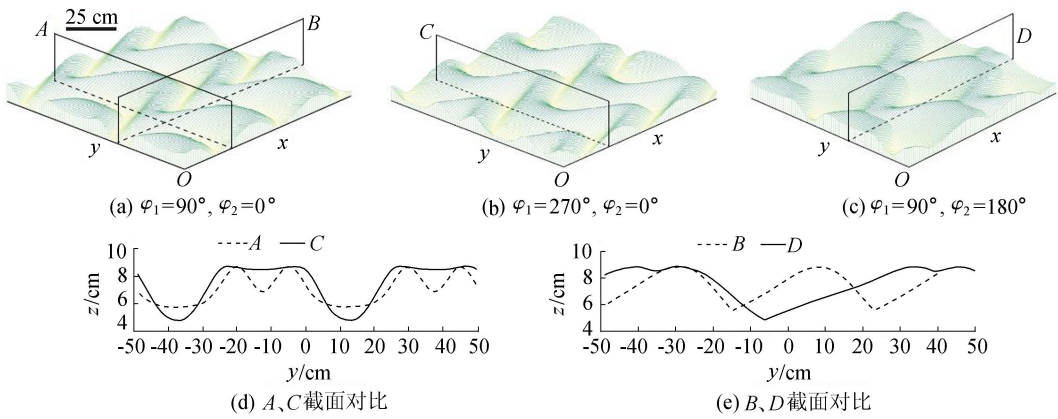 25 cm
A
B
C
D
y
x
O
y
x
O
y
x
O
(a) φ₁=90°, φ₂=0°
(b) φ₁=270°, φ₂=0°
(c) φ₁=90°, φ₂=180°
A C
z/cm
10
8
6
4
-50 -40 -30 -20 -10 0 10 20 30 40 50
y/cm
(d) A、C截面对比
B D
z/cm
10
8
6
4
-50 -40 -30 -20 -10 0 10 20 30 40 50
y/cm
(e) B、D截面对比